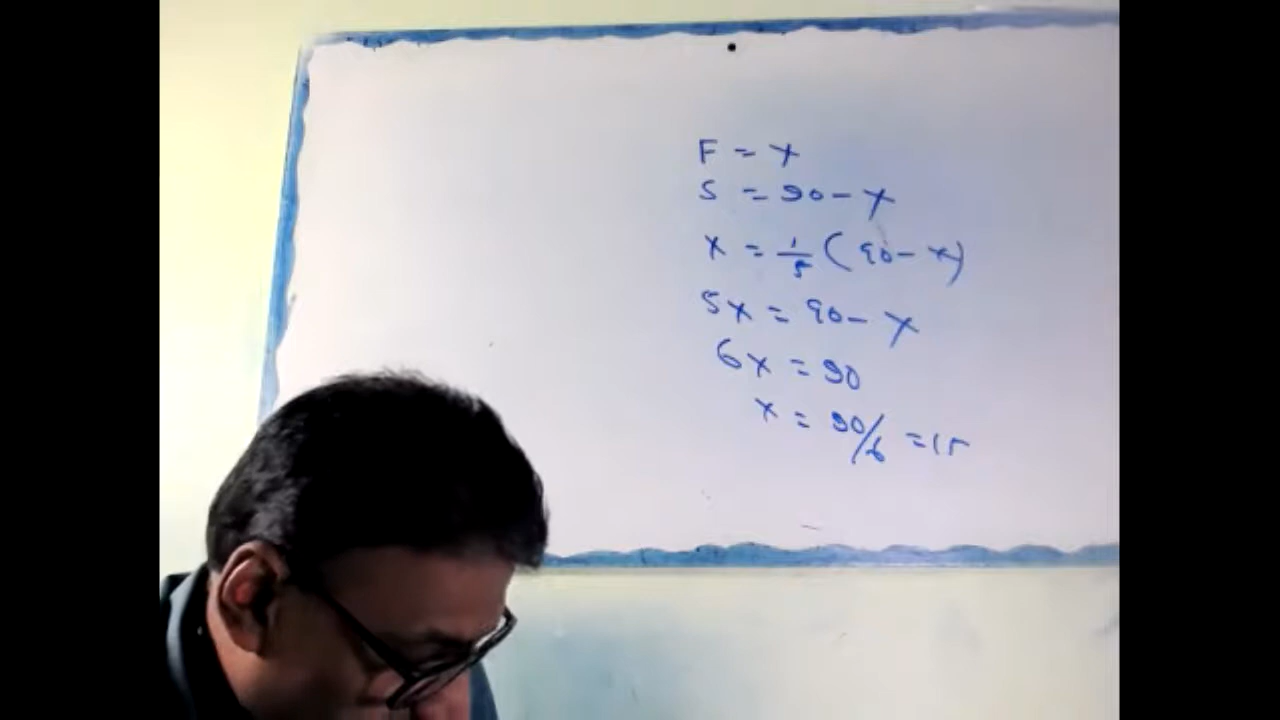 F = x
S = 90 - x
x = 1/5 (90 - x)
5x = 90 - x
6x = 90
x = 90/6 = 15